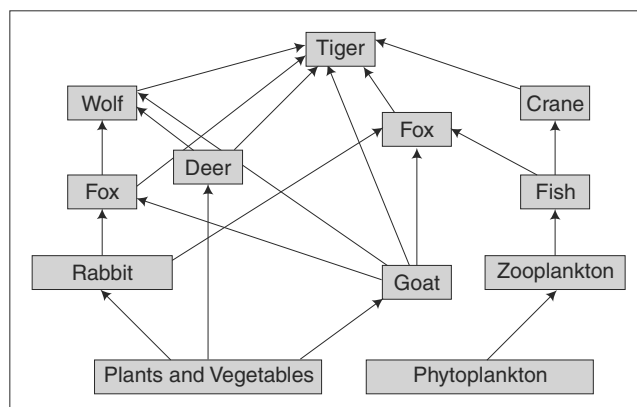 Tiger
Wolf
Crane
Fox
Deer
Fox
Fish
Rabbit
Goat
Zooplankton
Plants and Vegetables
Phytoplankton